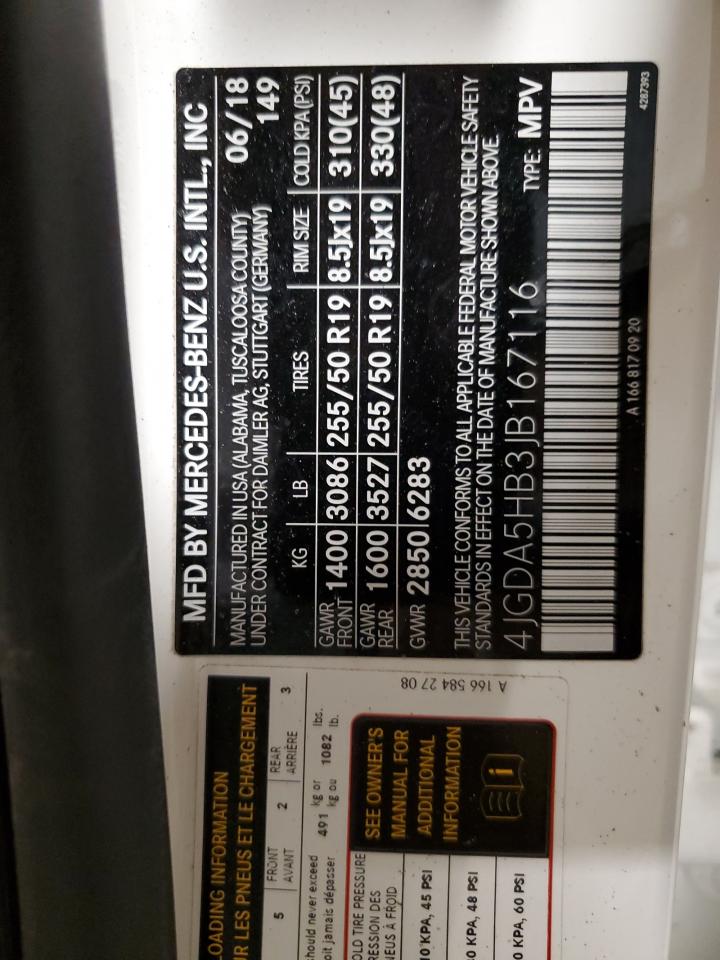 MFD BY MERCEDES-BENZ U.S. INTL., INC
MANUFACTURED IN USA (ALABAMA, TUSCALOOSA COUNTY) 06/18
UNDER CONTRACT FOR DAIMLER AG, STUTTGART (GERMANY) 149
KG LB TIRES RIM SIZE COLD KPA (PSI)
GAWR FRONT 1400 3086 255/50 R19 8.5Jx19 310(45)
GAWR REAR 1600 3527 255/50 R19 8.5Jx19 330(48)
GVWR 2850 6283
THIS VEHICLE CONFORMS TO ALL APPLICABLE FEDERAL MOTOR VEHICLE SAFETY
STANDARDS IN EFFECT ON THE DATE OF MANUFACTURE SHOWN ABOVE.
4JGDA5HB3JB167116 TYPE: MPV
A 166 817 09 20
4287393
LOADING INFORMATION
LES PNEUS ET LE CHARGEMENT
5 FRONT 2 REAR 3
AVANT ARRIÈRE
should never exceed 491 kg or 1082 lbs.
doit jamais dépasser kg ou lb.
COLD TIRE PRESSURE
PNEUS À FROID
KPA, 45 PSI
KPA, 48 PSI
KPA, 60 PSI
SEE OWNER'S
MANUAL FOR
ADDITIONAL
INFORMATION
i
A 166 584 27 08